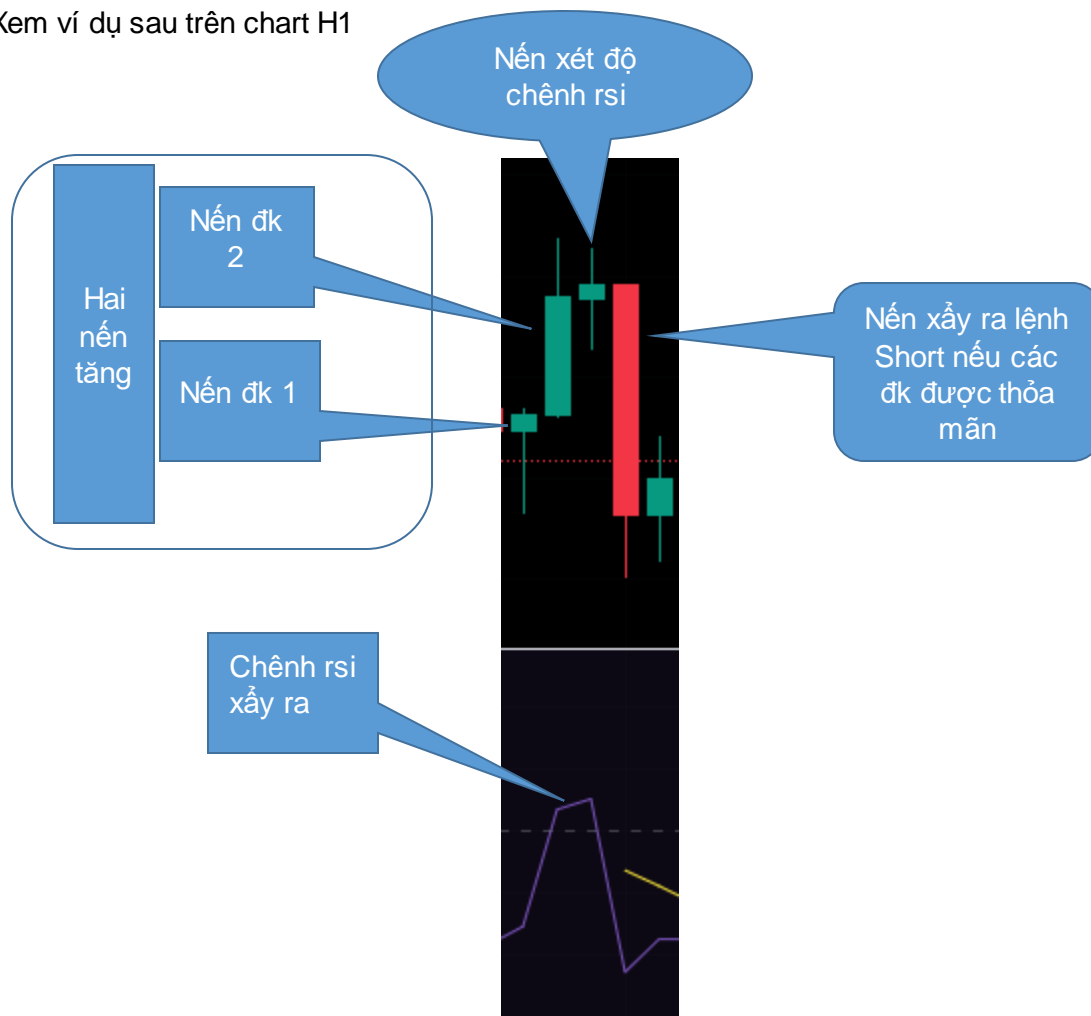 Xem ví dụ sau trên chart H1
Nến xét độ
chênh rsi
Hai
nến
tăng
Nến đk
2
Nến đk 1
Nến xẩy ra lệnh
Short nếu các
đk được thỏa
mãn
Chênh rsi
xẩy ra